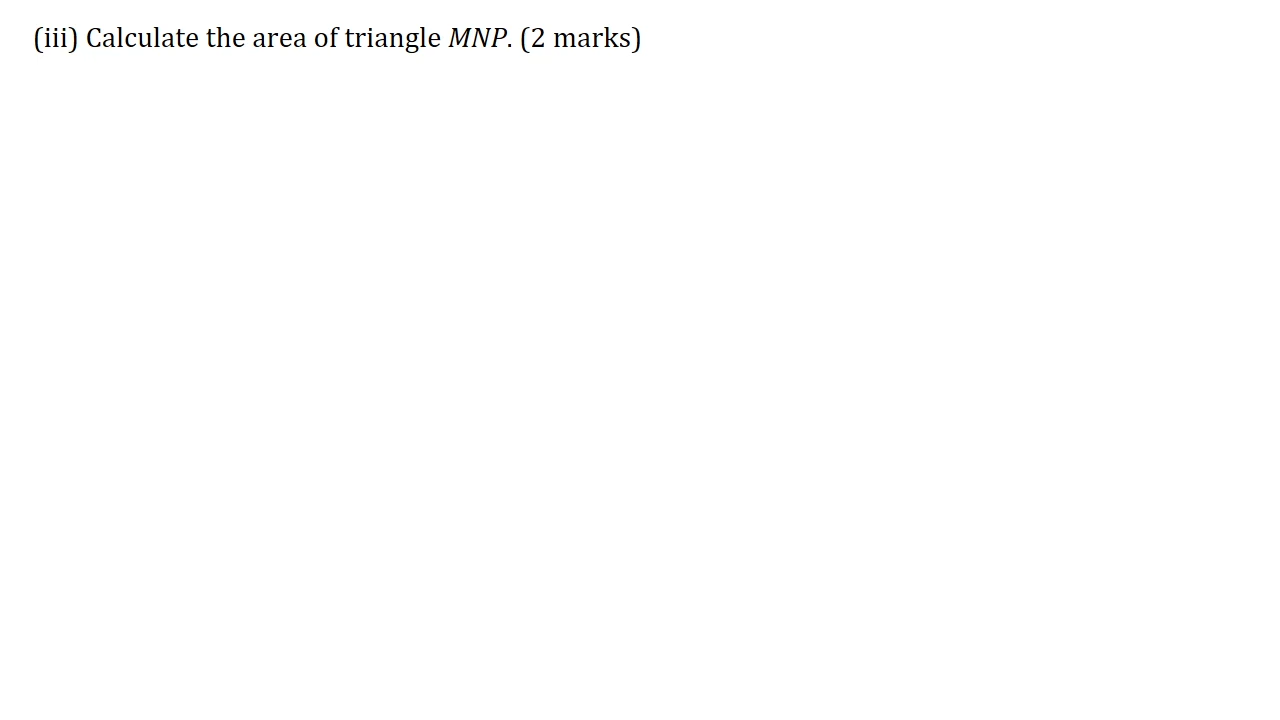 (iii) Calculate the area of triangle MNP. (2 marks)